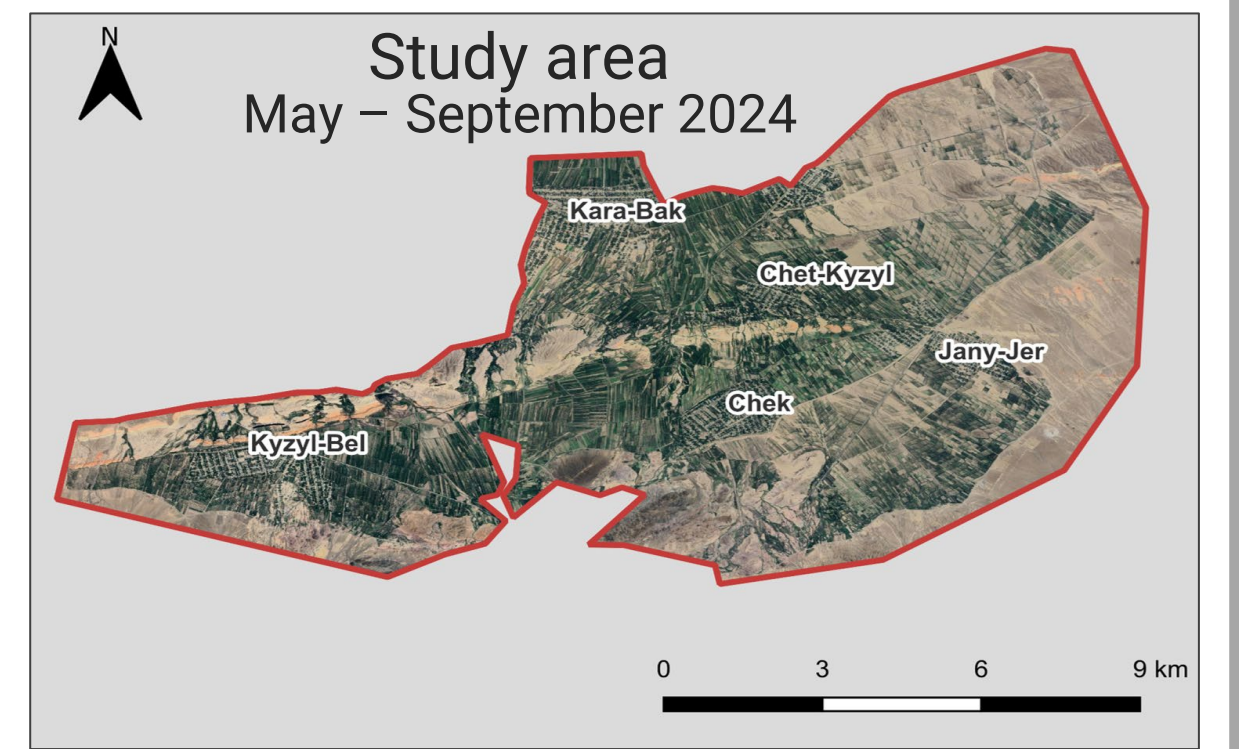 N
Study area
May – September 2024
Kara-Bak
Chet-Kyzyl
Jany-Jer
Chek
Kyzyl-Bel
0 3 6 9 km